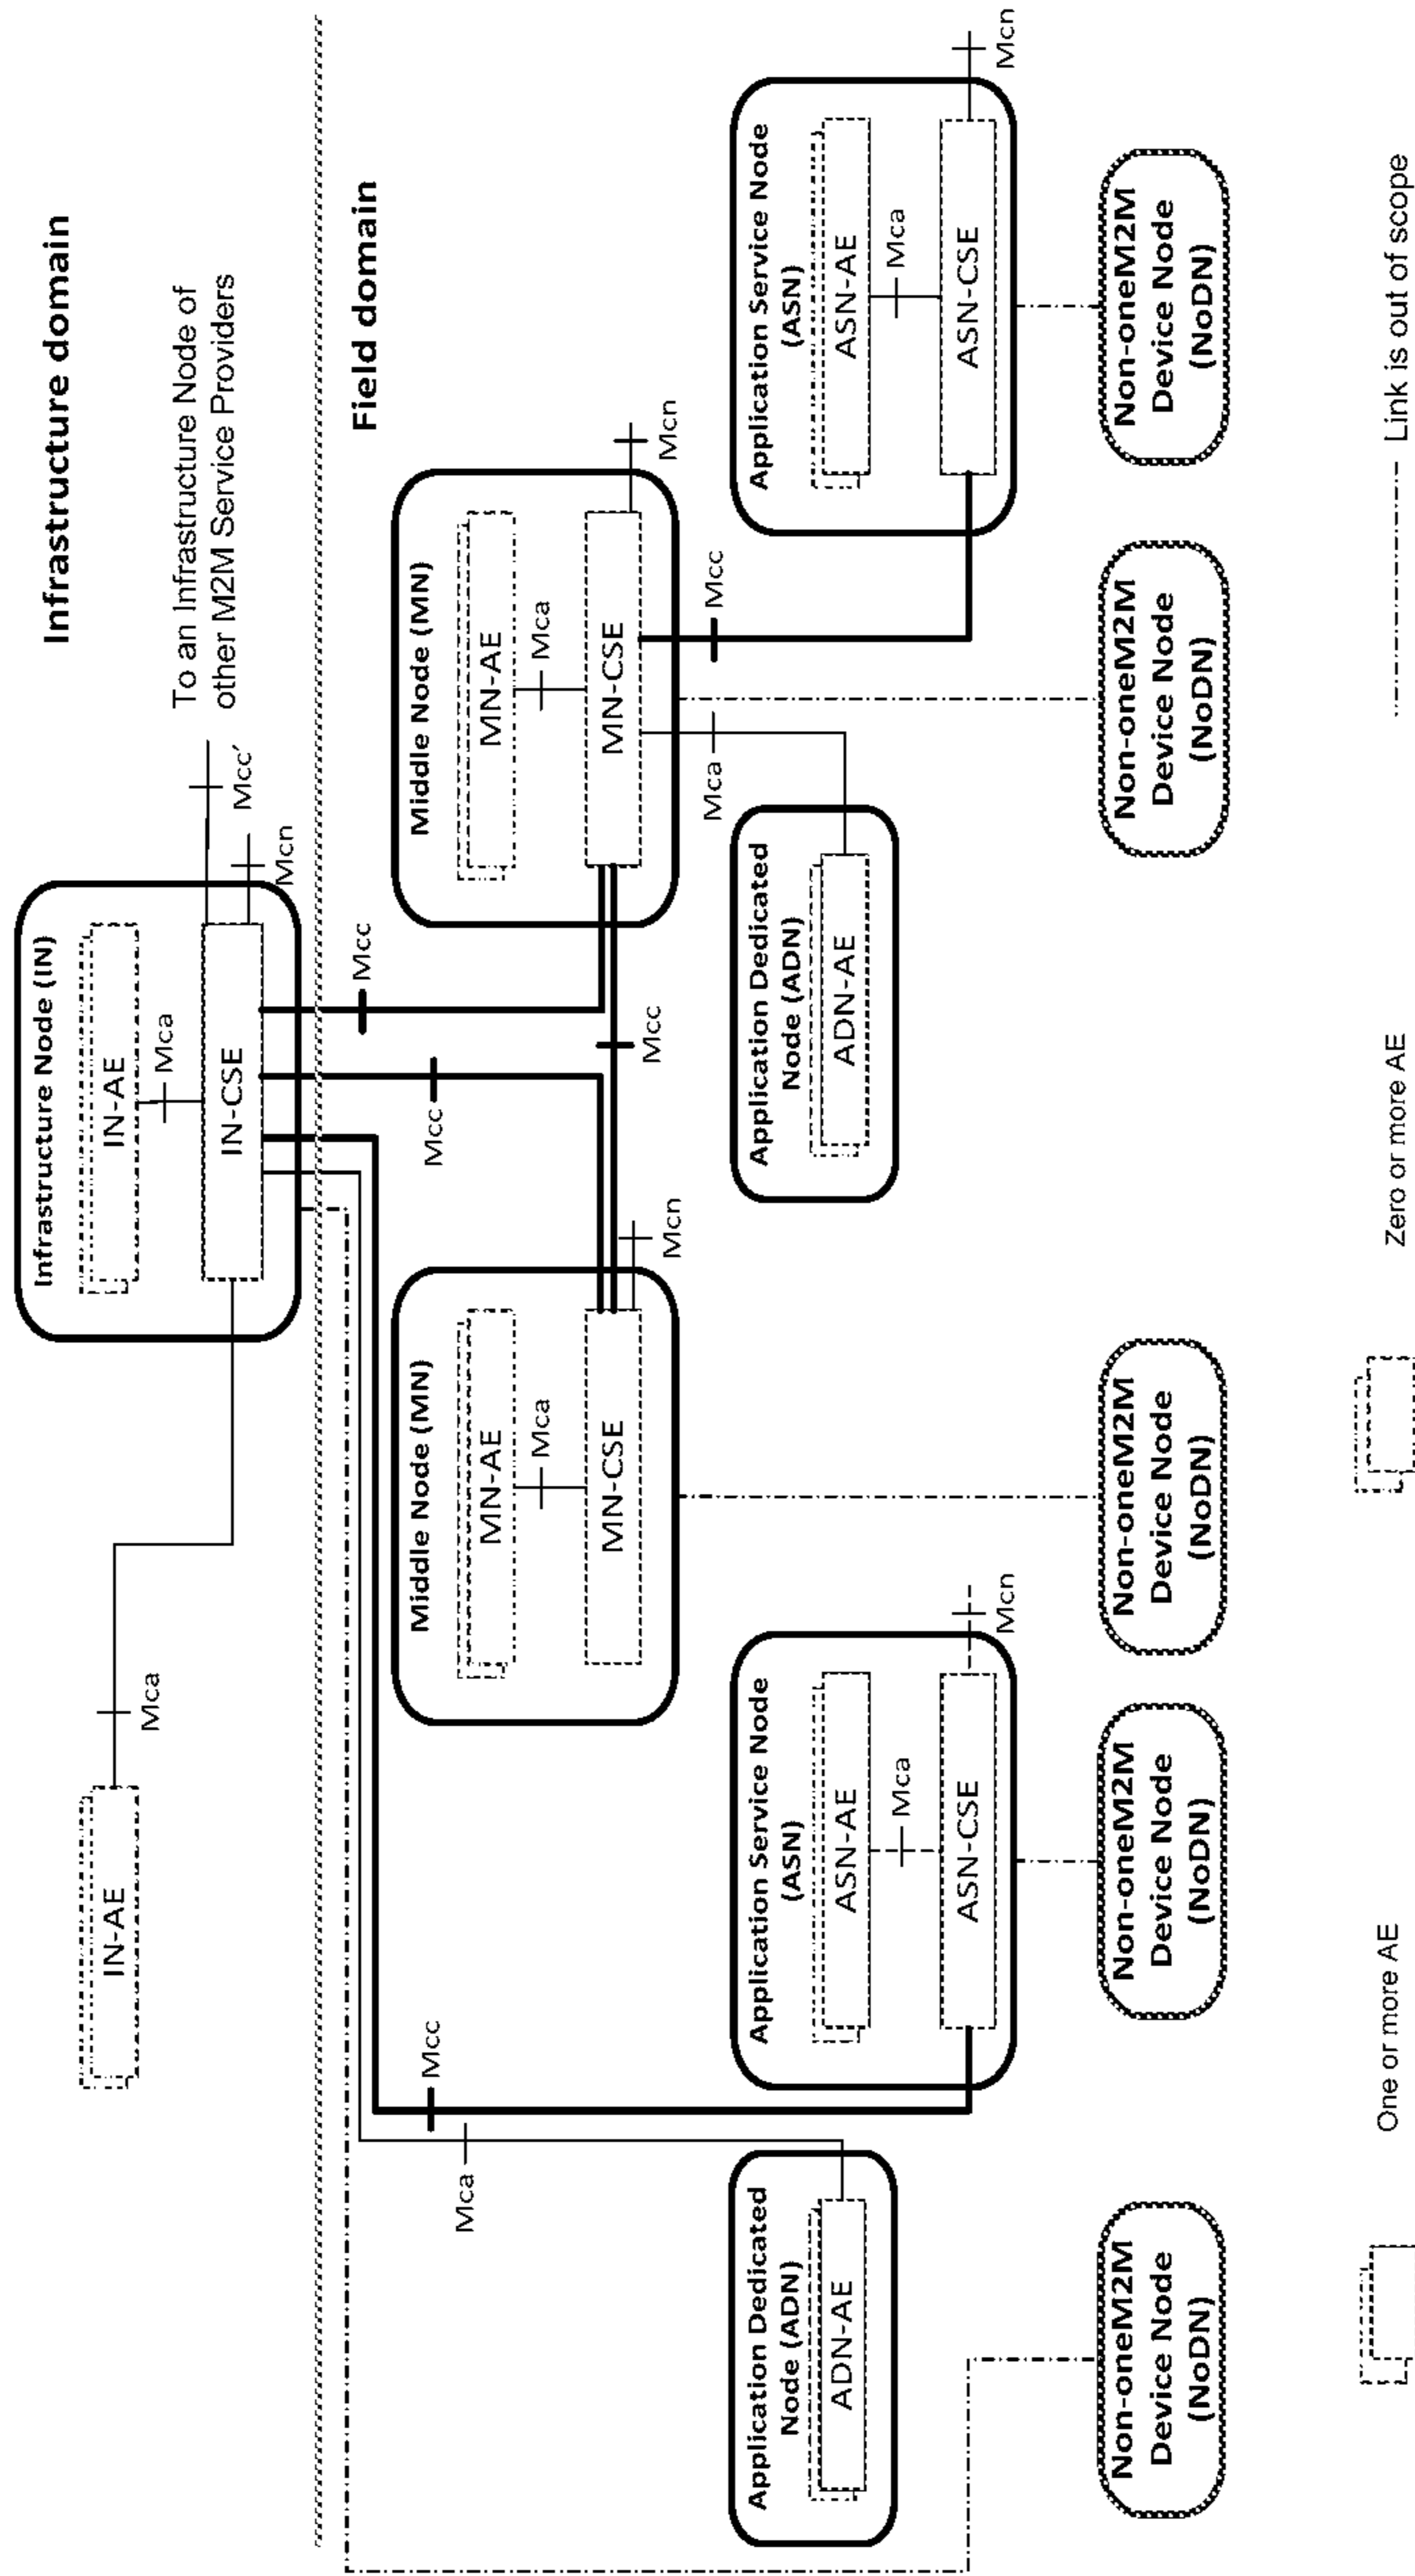 Infrastructure domain
Infrastructure Node (IN)
IN-AE
Mca
IN-AE
Mca
IN-CSE
To an Infrastructure Node of
other M2M Service Providers
Mcc'
Mcn
Field domain
Mcc
Mcc
Mcc
Mca
Middle Node (MN)
MN-AE
Mca
MN-CSE
Mcn
Mcc
Middle Node (MN)
MN-AE
Mca
MN-CSE
Mcn
Mca
Mcc
Application Dedicated
Node (ADN)
ADN-AE
Application Service Node
(ASN)
ASN-AE
Mca
ASN-CSE
Mcn
Application Dedicated
Node (ADN)
ADN-AE
Application Service Node
(ASN)
ASN-AE
Mca
ASN-CSE
Mcn
Non-oneM2M
Device Node
(NoDN)
Non-oneM2M
Device Node
(NoDN)
Non-oneM2M
Device Node
(NoDN)
Non-oneM2M
Device Node
(NoDN)
Non-oneM2M
Device Node
(NoDN)
One or more AE
Zero or more AE
Link is out of scope